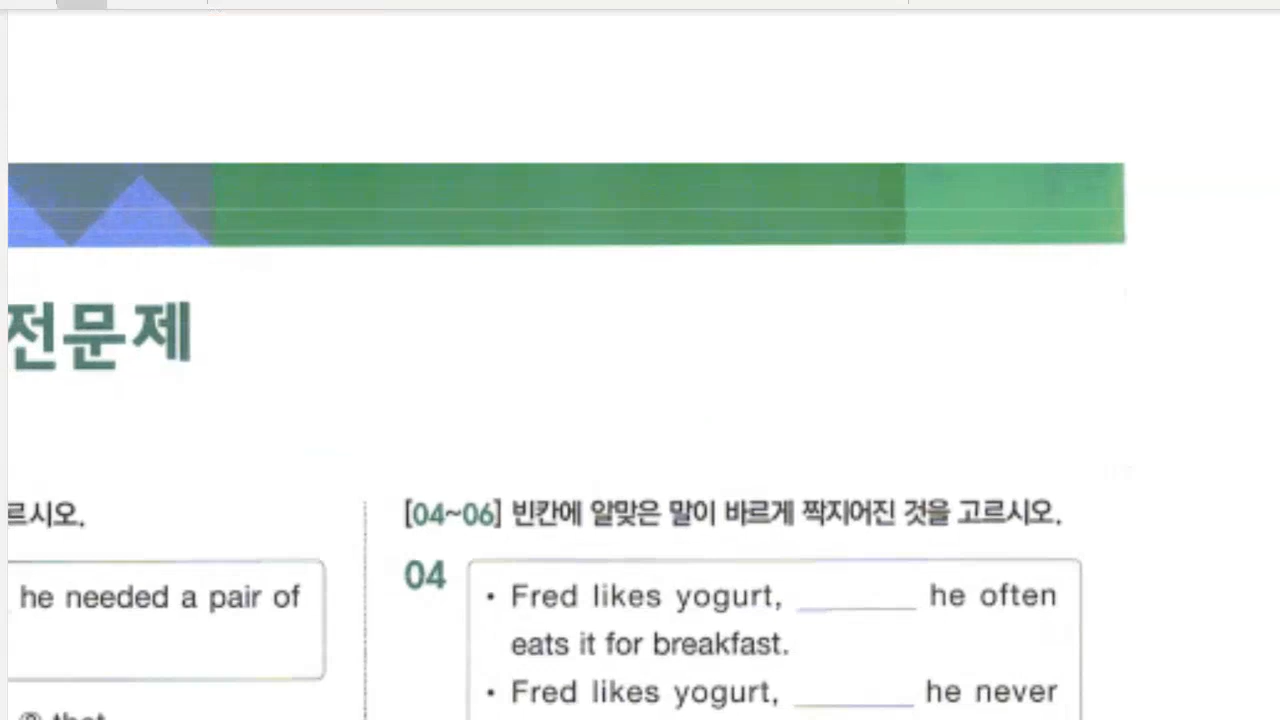 전문제
르시오.
he needed a pair of
[04~06] 빈칸에 알맞은 말이 바르게 짝지어진 것을 고르시오.
04
• Fred likes yogurt, ______ he often
eats it for breakfast.
• Fred likes yogurt, ______ he never